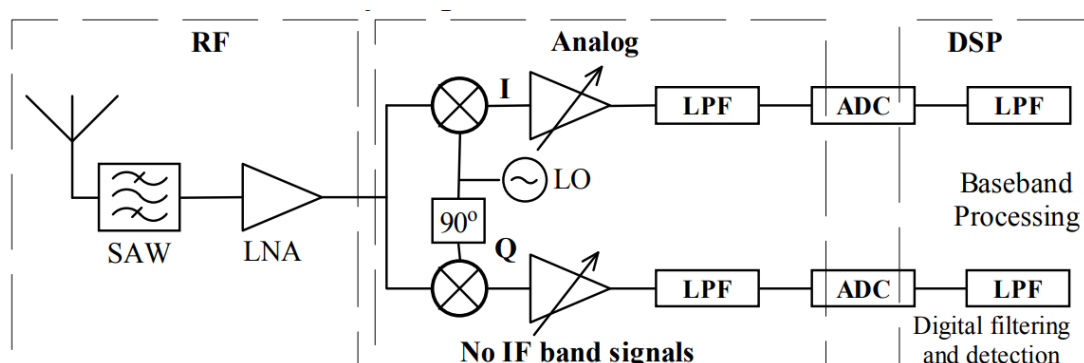 RF
Analog
DSP
I
LPF
ADC
LPF
LO
90º
SAW
LNA
Baseband
Processing
Q
LPF
ADC
LPF
No IF band signals
Digital filtering
and detection